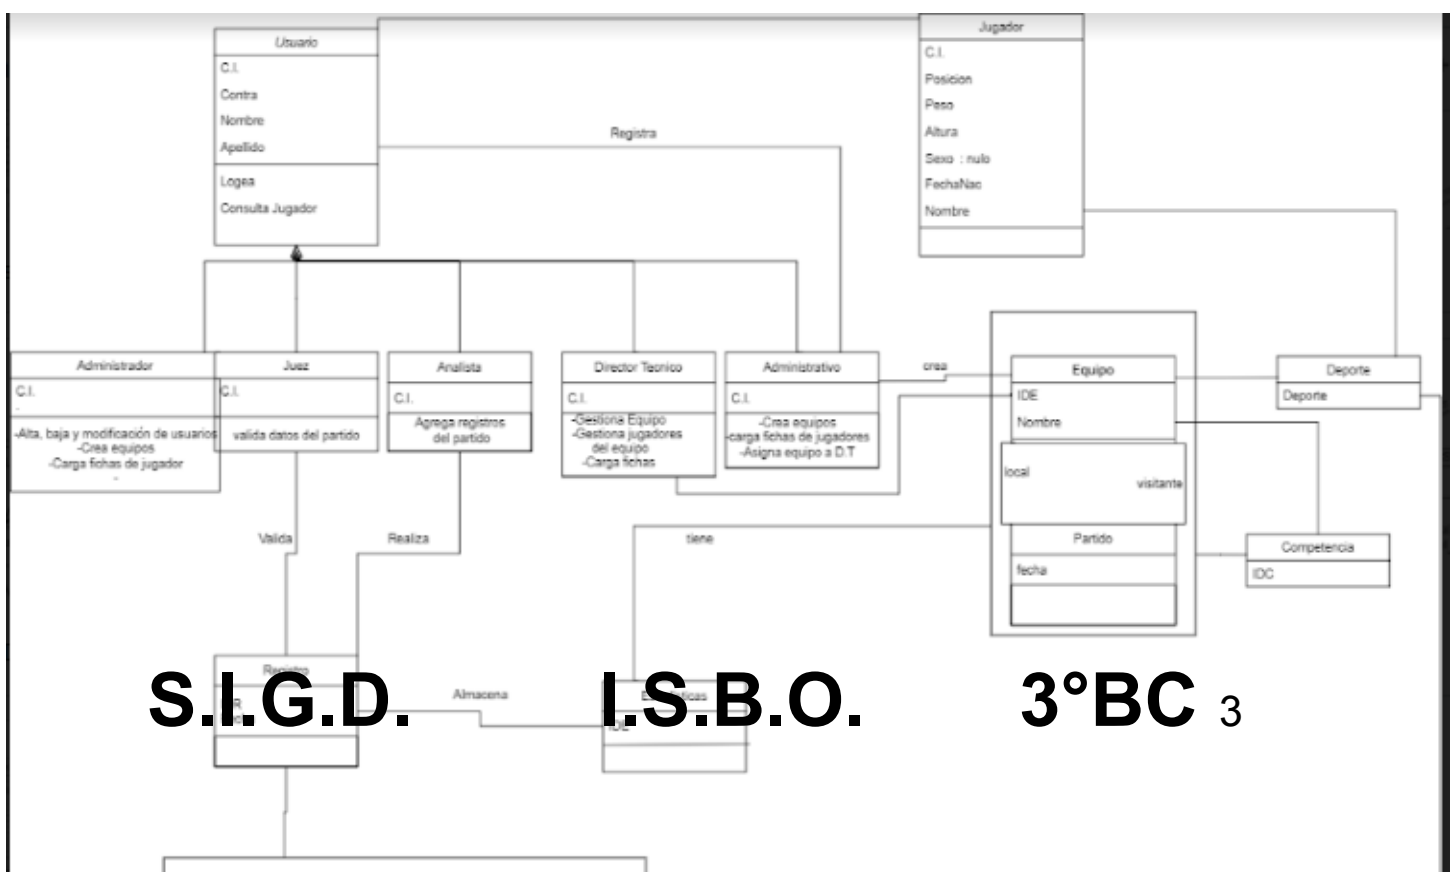 Usuario
C.I.
Contra
Nombre
Apellido
Logea
Consulta Jugador
Jugador
C.I.
Posicion
Peso
Altura
Sexo : nulo
FechaNac
Nombre
Registra
Administrador
C.I.
-
-Alta, baja y modificación de usuarios
-Crea equipos
-Carga fichas de jugador
-
Juez
C.I.
valida datos del partido
Analista
C.I.
Agrega registros
del partido
Director Tecnico
C.I.
-Gestiona Equipo
-Gestiona jugadores
del equipo
-Carga fichas
Administrativo
C.I.
-Crea equipos
-carga fichas de jugadores
-Asigna equipo a D.T
crea
Equipo
IDE
Nombre
local
visitante
Partido
fecha
Deporte
Deporte
Competencia
IDC
Valida
Realiza
tiene
Registro
Almacena
IDE
S.I.G.D. I.S.B.O. 3°BC 3